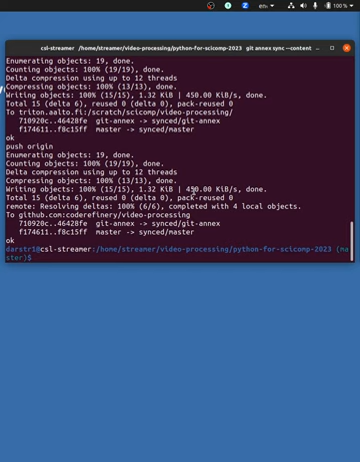 en₁
100 %
csl-streamer /home/streamer/video-processing/python-for-scicomp-2023 git annex sync --content
Enumerating objects: 19, done.
Counting objects: 100% (19/19), done.
Delta compression using up to 12 threads
Compressing objects: 100% (13/13), done.
Writing objects: 100% (15/15), 1.32 KiB | 450.00 KiB/s, done.
Total 15 (delta 6), reused 0 (delta 0), pack-reused 0
To triton.aalto.fi:/scratch/scicomp/video-processing/
   710920c..46428fe  git-annex -> synced/git-annex
   f174611..f8c15ff  master -> synced/master
ok
push origin
Enumerating objects: 19, done.
Counting objects: 100% (19/19), done.
Delta compression using up to 12 threads
Compressing objects: 100% (13/13), done.
Writing objects: 100% (15/15), 1.32 KiB | 450.00 KiB/s, done.
Total 15 (delta 6), reused 0 (delta 0), pack-reused 0
remote: Resolving deltas: 100% (6/6), completed with 4 local objects.
To github.com:coderefinery/video-processing
   710920c..46428fe  git-annex -> synced/git-annex
   f174611..f8c15ff  master -> synced/master
ok
darstr1@csl-streamer:/home/streamer/video-processing/python-for-scicomp-2023 (ma
ster)$